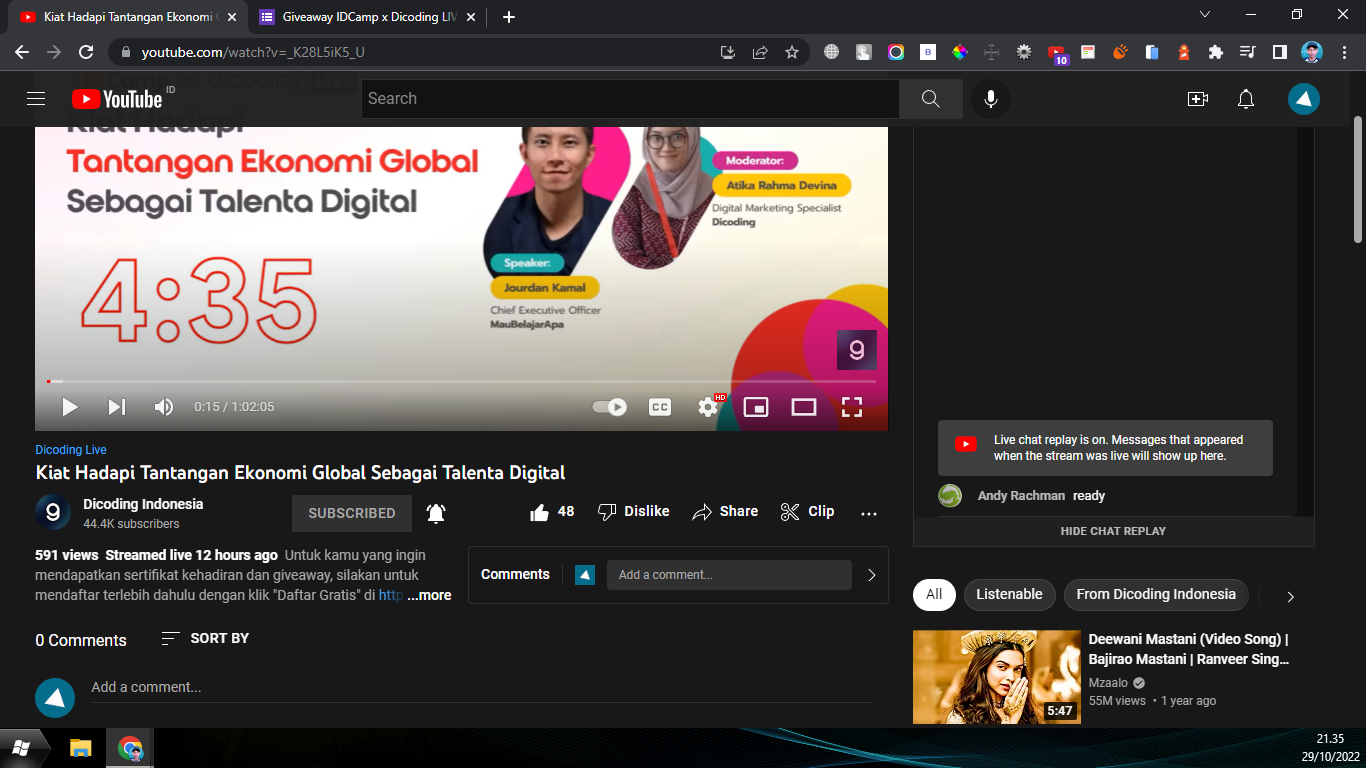 Kiat Hadapi Tantangan Ekonomi
Giveaway IDCamp x Dicoding LIV
youtube.com/watch?v=_K28L5iK5_U
10
YouTube ID
Search
Kiat Hadapi
Tantangan Ekonomi Global
Sebagai Talenta Digital
4:35
Moderator:
Atika Rahma Devina
Digital Marketing Specialist
Dicoding
Speaker:
Jourdan Kamal
Chief Executive Officer
MauBelajarApa
0:15 / 1:02:05
CC
HD
Live chat replay is on. Messages that appeared
when the stream was live will show up here.
Andy Rachman ready
HIDE CHAT REPLAY
Dicoding Live
Kiat Hadapi Tantangan Ekonomi Global Sebagai Talenta Digital
Dicoding Indonesia
44.4K subscribers
SUBSCRIBED
48
Dislike
Share
Clip
...
591 views Streamed live 12 hours ago Untuk kamu yang ingin
mendapatkan sertifikat kehadiran dan giveaway, silakan untuk
mendaftar terlebih dahulu dengan klik "Daftar Gratis" di http ...more
Comments
Add a comment...
0 Comments
SORT BY
Add a comment...
All
Listenable
From Dicoding Indonesia
Deewani Mastani (Video Song) |
Bajirao Mastani | Ranveer Sing...
Mzaalo
55M views • 1 year ago
5:47
21.35
29/10/2022